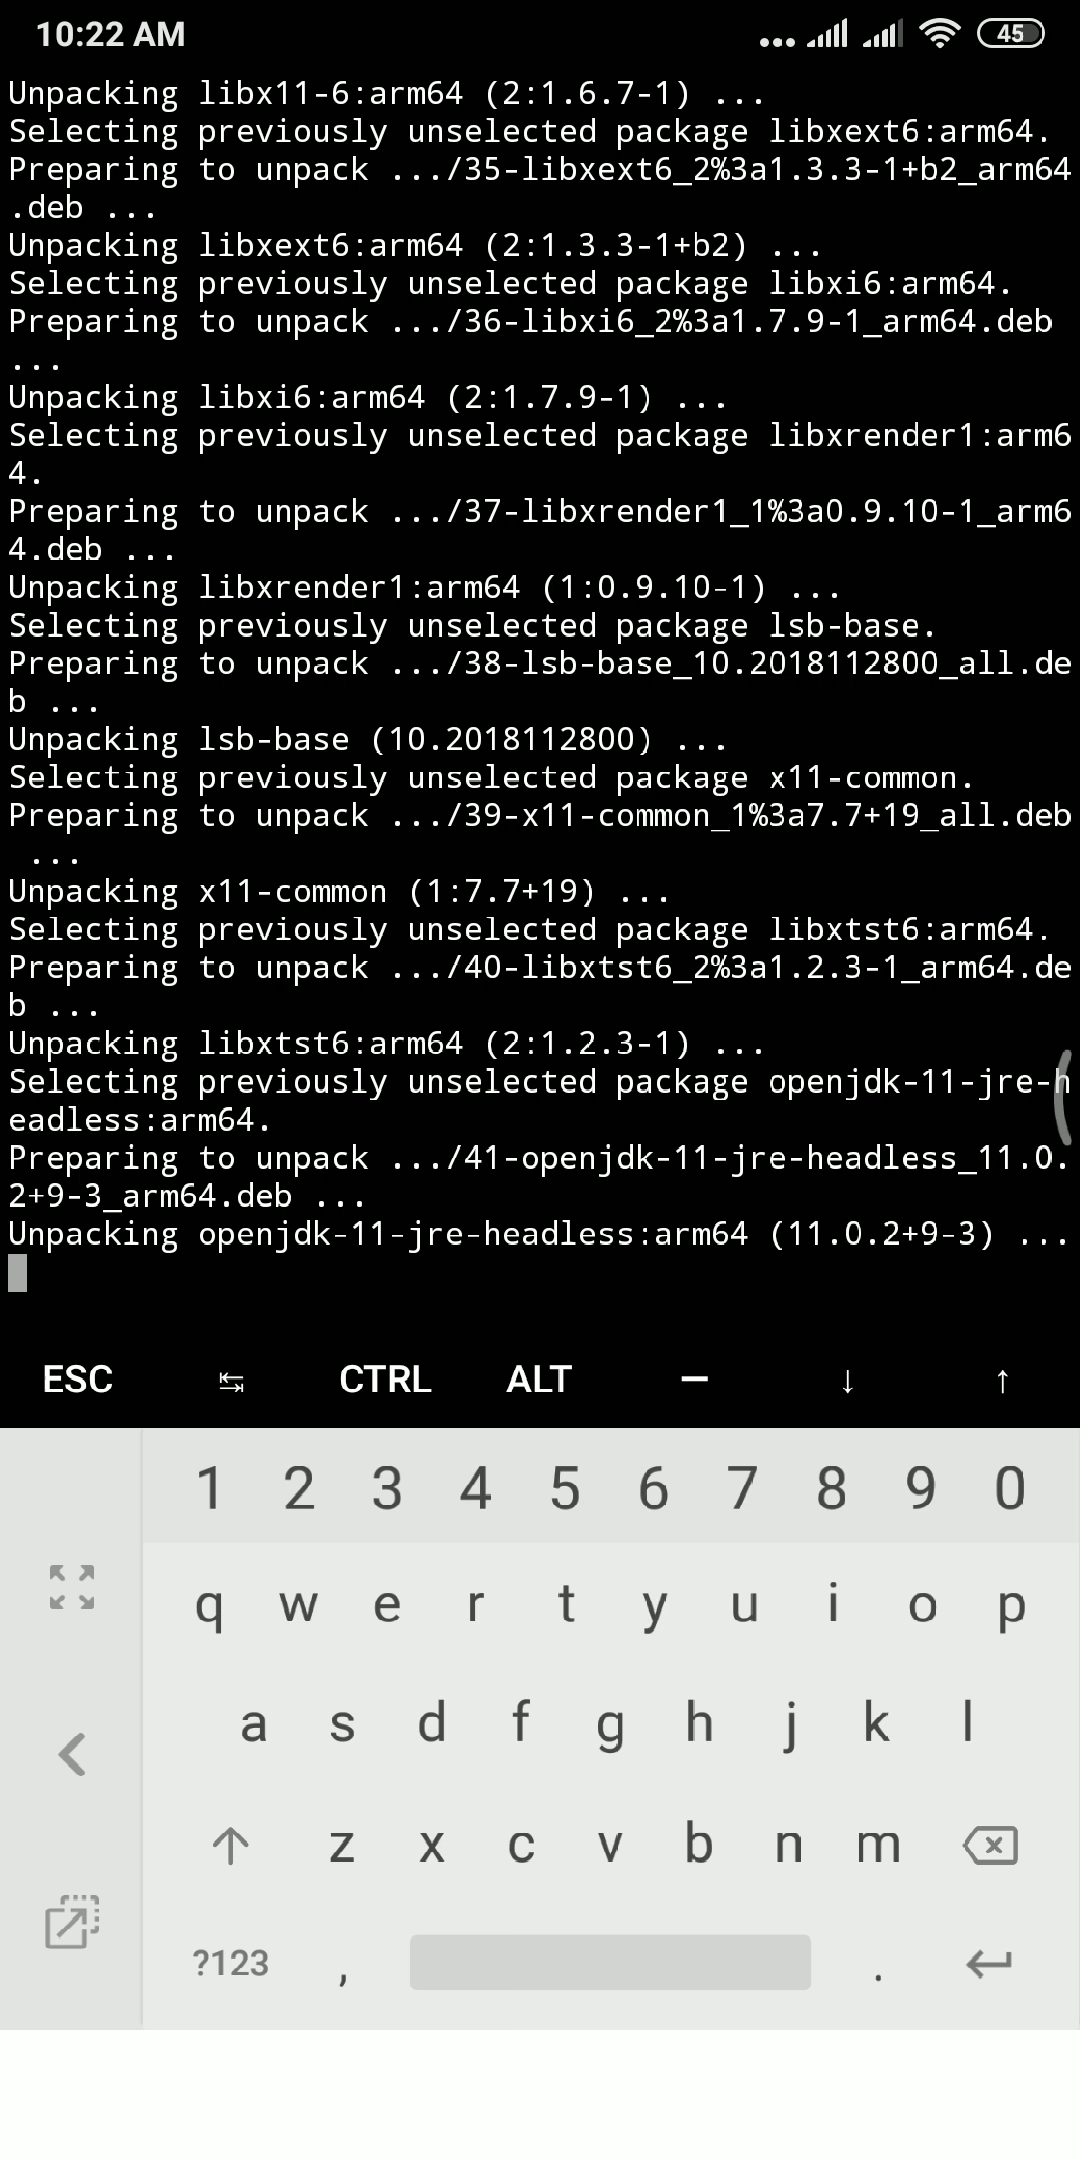 10:22 AM
45
Unpacking libx11-6:arm64 (2:1.6.7-1) ...
Selecting previously unselected package libxext6:arm64.
Preparing to unpack .../35-libxext6_2%3a1.3.3-1+b2_arm64
.deb ...
Unpacking libxext6:arm64 (2:1.3.3-1+b2) ...
Selecting previously unselected package libxi6:arm64.
Preparing to unpack .../36-libxi6_2%3a1.7.9-1_arm64.deb
...
Unpacking libxi6:arm64 (2:1.7.9-1) ...
Selecting previously unselected package libxrender1:arm6
4.
Preparing to unpack .../37-libxrender1_1%3a0.9.10-1_arm6
4.deb ...
Unpacking libxrender1:arm64 (1:0.9.10-1) ...
Selecting previously unselected package lsb-base.
Preparing to unpack .../38-lsb-base_10.2018112800_all.de
b ...
Unpacking lsb-base (10.2018112800) ...
Selecting previously unselected package x11-common.
Preparing to unpack .../39-x11-common_1%3a7.7+19_all.deb
...
Unpacking x11-common (1:7.7+19) ...
Selecting previously unselected package libxtst6:arm64.
Preparing to unpack .../40-libxtst6_2%3a1.2.3-1_arm64.de
b ...
Unpacking libxtst6:arm64 (2:1.2.3-1) ...
Selecting previously unselected package openjdk-11-jre-h
eadless:arm64.
Preparing to unpack .../41-openjdk-11-jre-headless_11.0.
2+9-3_arm64.deb ...
Unpacking openjdk-11-jre-headless:arm64 (11.0.2+9-3) ...
ESC ↹ CTRL ALT — ↓ ↑
1 2 3 4 5 6 7 8 9 0
q w e r t y u i o p
a s d f g h j k l
z x c v b n m
?123 , .